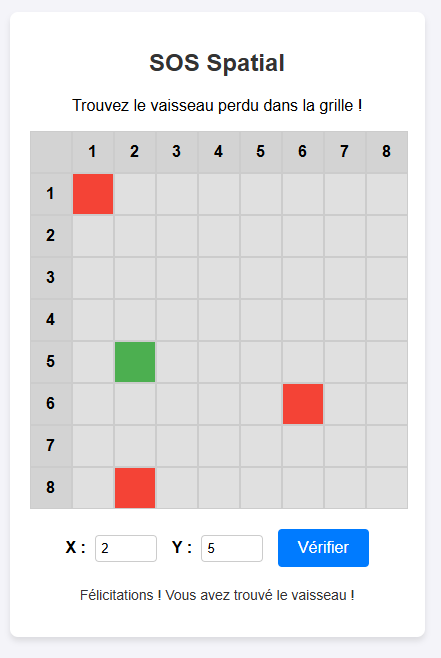 SOS Spatial
Trouvez le vaisseau perdu dans la grille !
1 2 3 4 5 6 7 8
1
2
3
4
5
6
7
8
X : 2 Y : 5 Vérifier
Félicitations ! Vous avez trouvé le vaisseau !